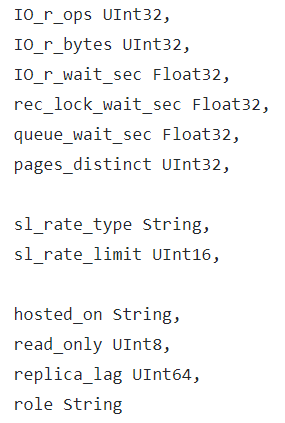 IO_r_ops UInt32,
IO_r_bytes UInt32,
IO_r_wait_sec Float32,
rec_lock_wait_sec Float32,
queue_wait_sec Float32,
pages_distinct UInt32,
sl_rate_type String,
sl_rate_limit UInt16,
hosted_on String,
read_only UInt8,
replica_lag UInt64,
role String